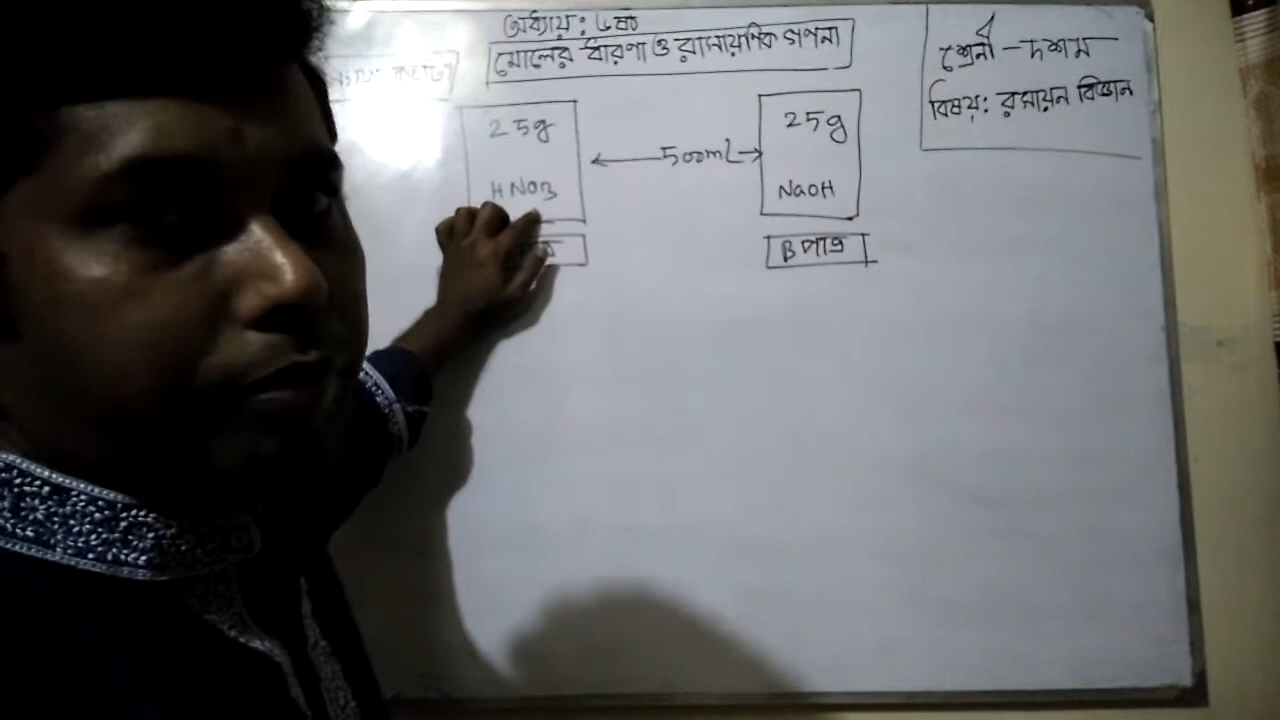 অধ্যায়: ৬ষ্ঠ
মোলের ধারণা ও রাসায়ণিক গণনা
শ্রেণী - দশম
বিষয়: রসায়ন বিজ্ঞান
25g
HNO3
500mL
25g
NaOH
B পাত্র